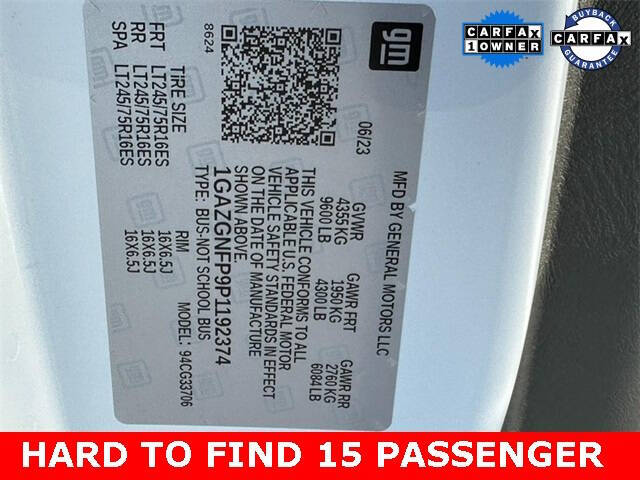 CARFAX
1 OWNER
BUYBACK
CARFAX
GUARANTEE
gm
MFD BY GENERAL MOTORS LLC
06/23
GVWR GAWR FRT GAWR RR
4355 KG 1950 KG 2760 KG
9600 LB 4300 LB 6084 LB
THIS VEHICLE CONFORMS TO ALL
APPLICABLE U.S. FEDERAL MOTOR
VEHICLE SAFETY STANDARDS IN EFFECT
ON THE DATE OF MANUFACTURE
SHOWN ABOVE.
1GAZGNFP9P1192374
TYPE: BUS-NOT SCHOOL BUS
MODEL: 94CG33706
8624
TIRE SIZE RIM
FRT LT245/75R16ES 16X6.5J
RR LT245/75R16ES 16X6.5J
SPA LT245/75R16ES 16X6.5J
HARD TO FIND 15 PASSENGER